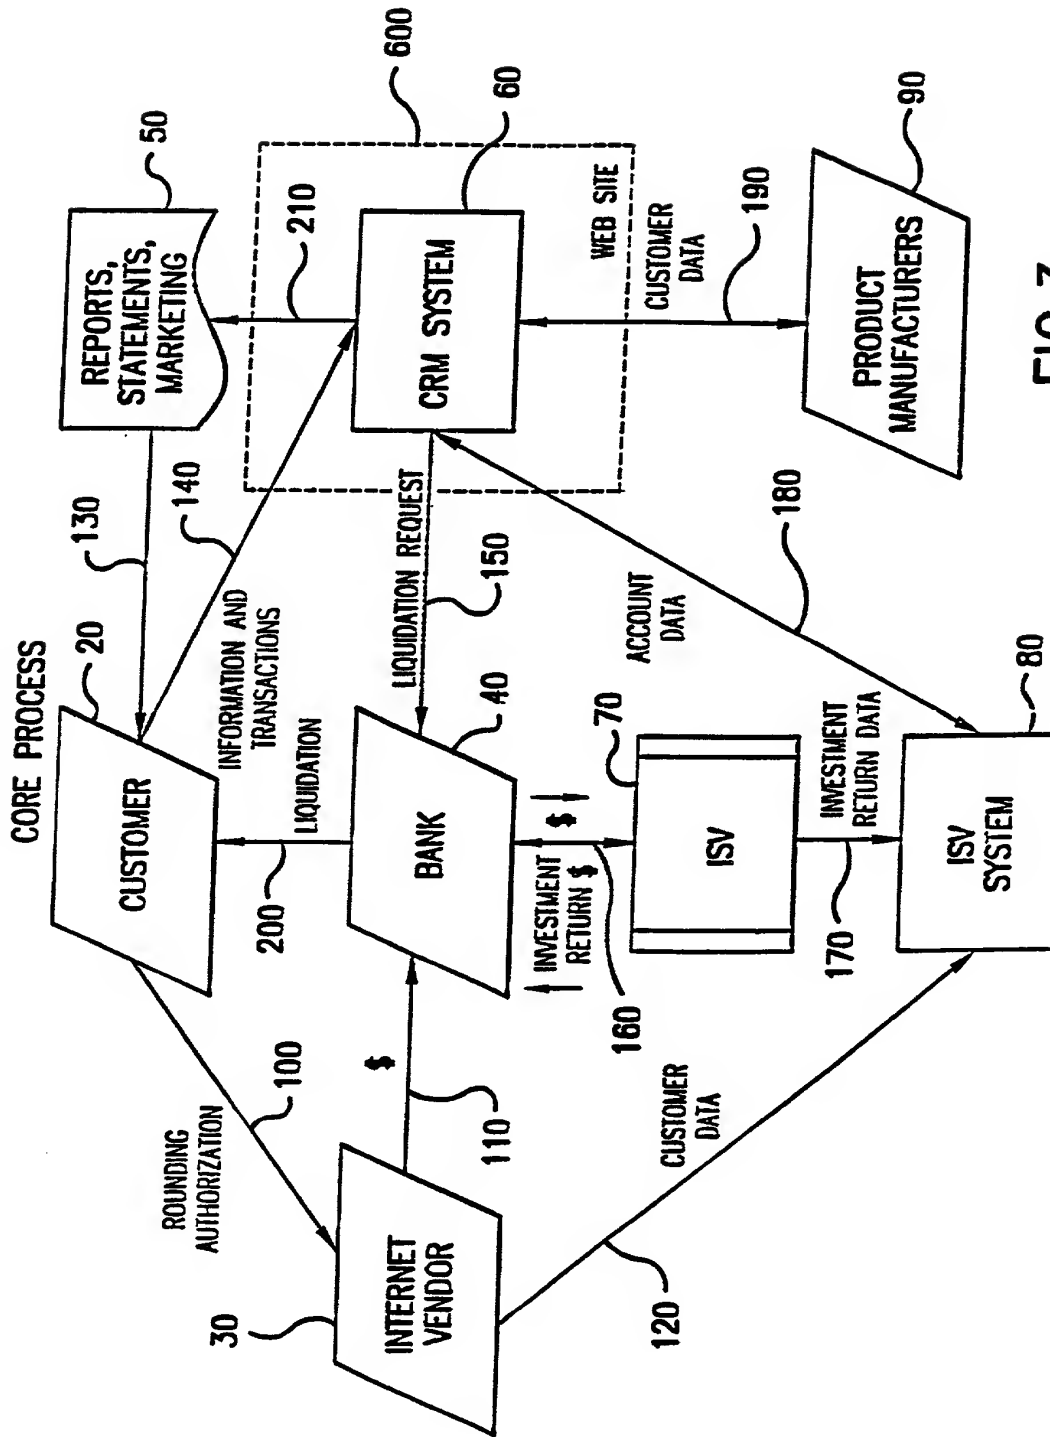 CORE PROCESS
30
INTERNET
VENDOR
ROUNDING
AUTHORIZATION
100
CUSTOMER
20
130
REPORTS,
STATEMENTS,
MARKETING
50
$
110
200
LIQUIDATION
INFORMATION AND
TRANSACTIONS
140
210
600
BANK
40
LIQUIDATION REQUEST
150
CRM SYSTEM
60
120
CUSTOMER
DATA
160
INVESTMENT
RETURN $
$
70
ISV
ACCOUNT
DATA
WEB SITE
CUSTOMER
DATA
190
170
INVESTMENT
RETURN DATA
180
ISV
SYSTEM
80
PRODUCT
MANUFACTURERS
90
FIG. 3